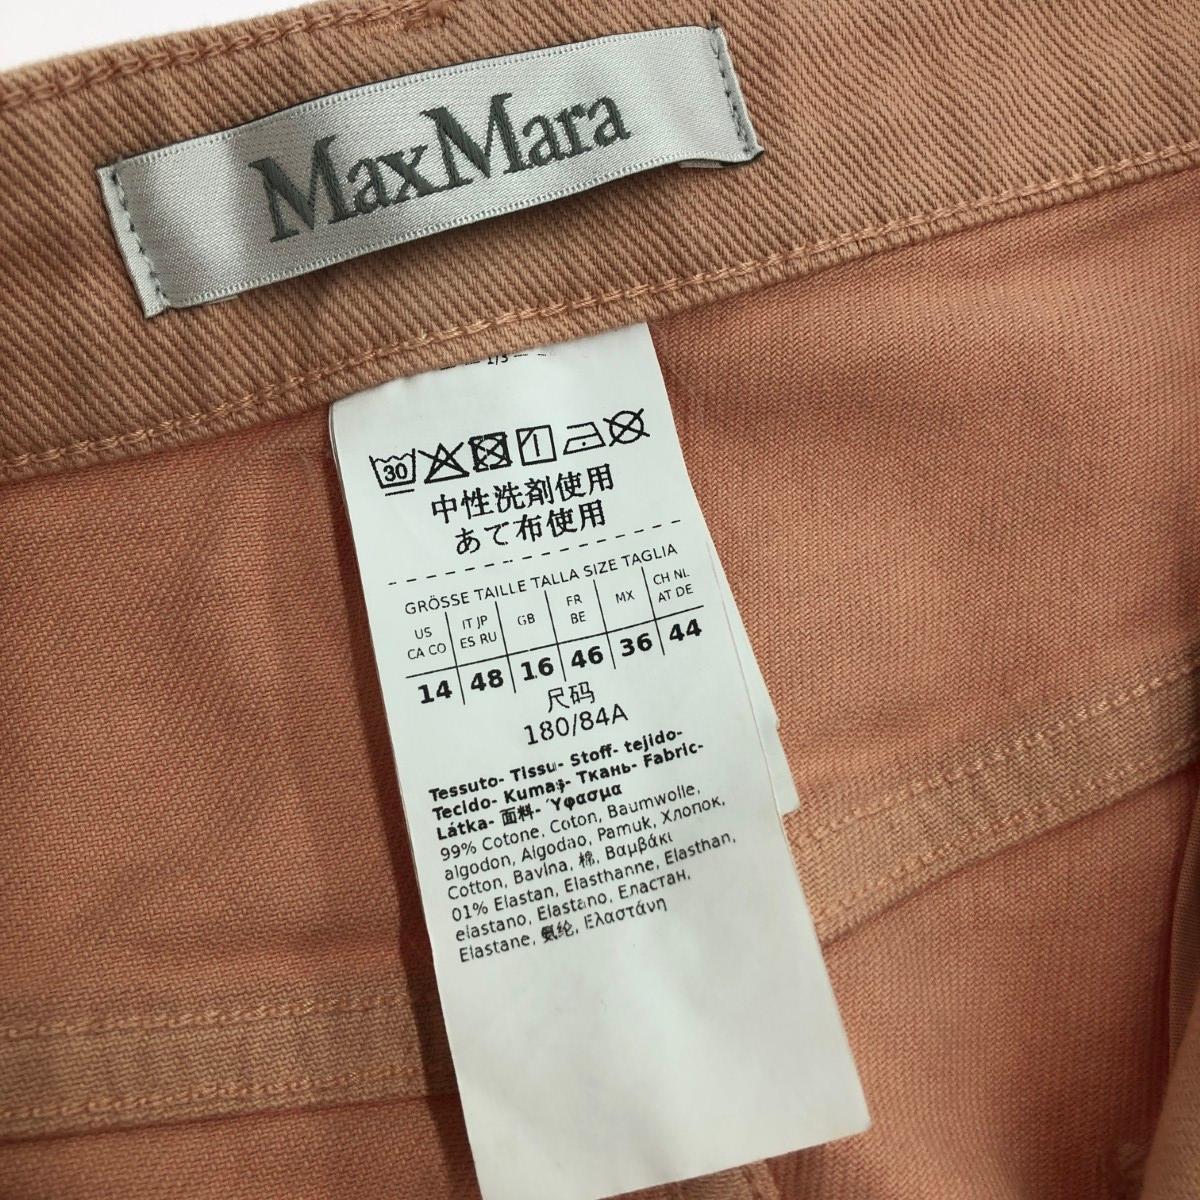 MaxMara
1/3
30
中性洗剤使用
あて布使用
GRÖSSE TAILLE TALLA SIZE TAGLIA
US CA CO | IT JP ES RU | GB | FR BE | MX | CH NL AT DE
14 | 48 | 16 | 46 | 36 | 44
尺码
180/84A
Tessuto- Tissu- Stoff- tejido-
Tecido- Kumaş- Ткань- Fabric-
Látka- 面料- Ύφασμα
99% Cotone, Coton, Baumwolle,
algodon, Algodao, Pamuk, Хлопок,
Cotton, Bavlna, 棉, Βαμβάκι
01% Elastan, Elasthanne, Elasthan,
elastano, Elastano, Еластан,
Elastane, 氨纶, Ελαστάνη